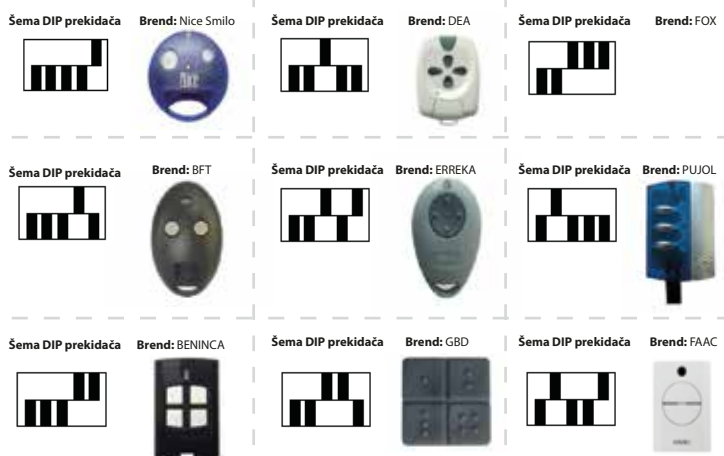 Šema DIP prekidača Brend: Nice Smilo
Šema DIP prekidača Brend: DEA
Šema DIP prekidača Brend: FOX
Šema DIP prekidača Brend: BFT
Šema DIP prekidača Brend: ERREKA
Šema DIP prekidača Brend: PUJOL
Šema DIP prekidača Brend: BENINCA
Šema DIP prekidača Brend: GBD
Šema DIP prekidača Brend: FAAC